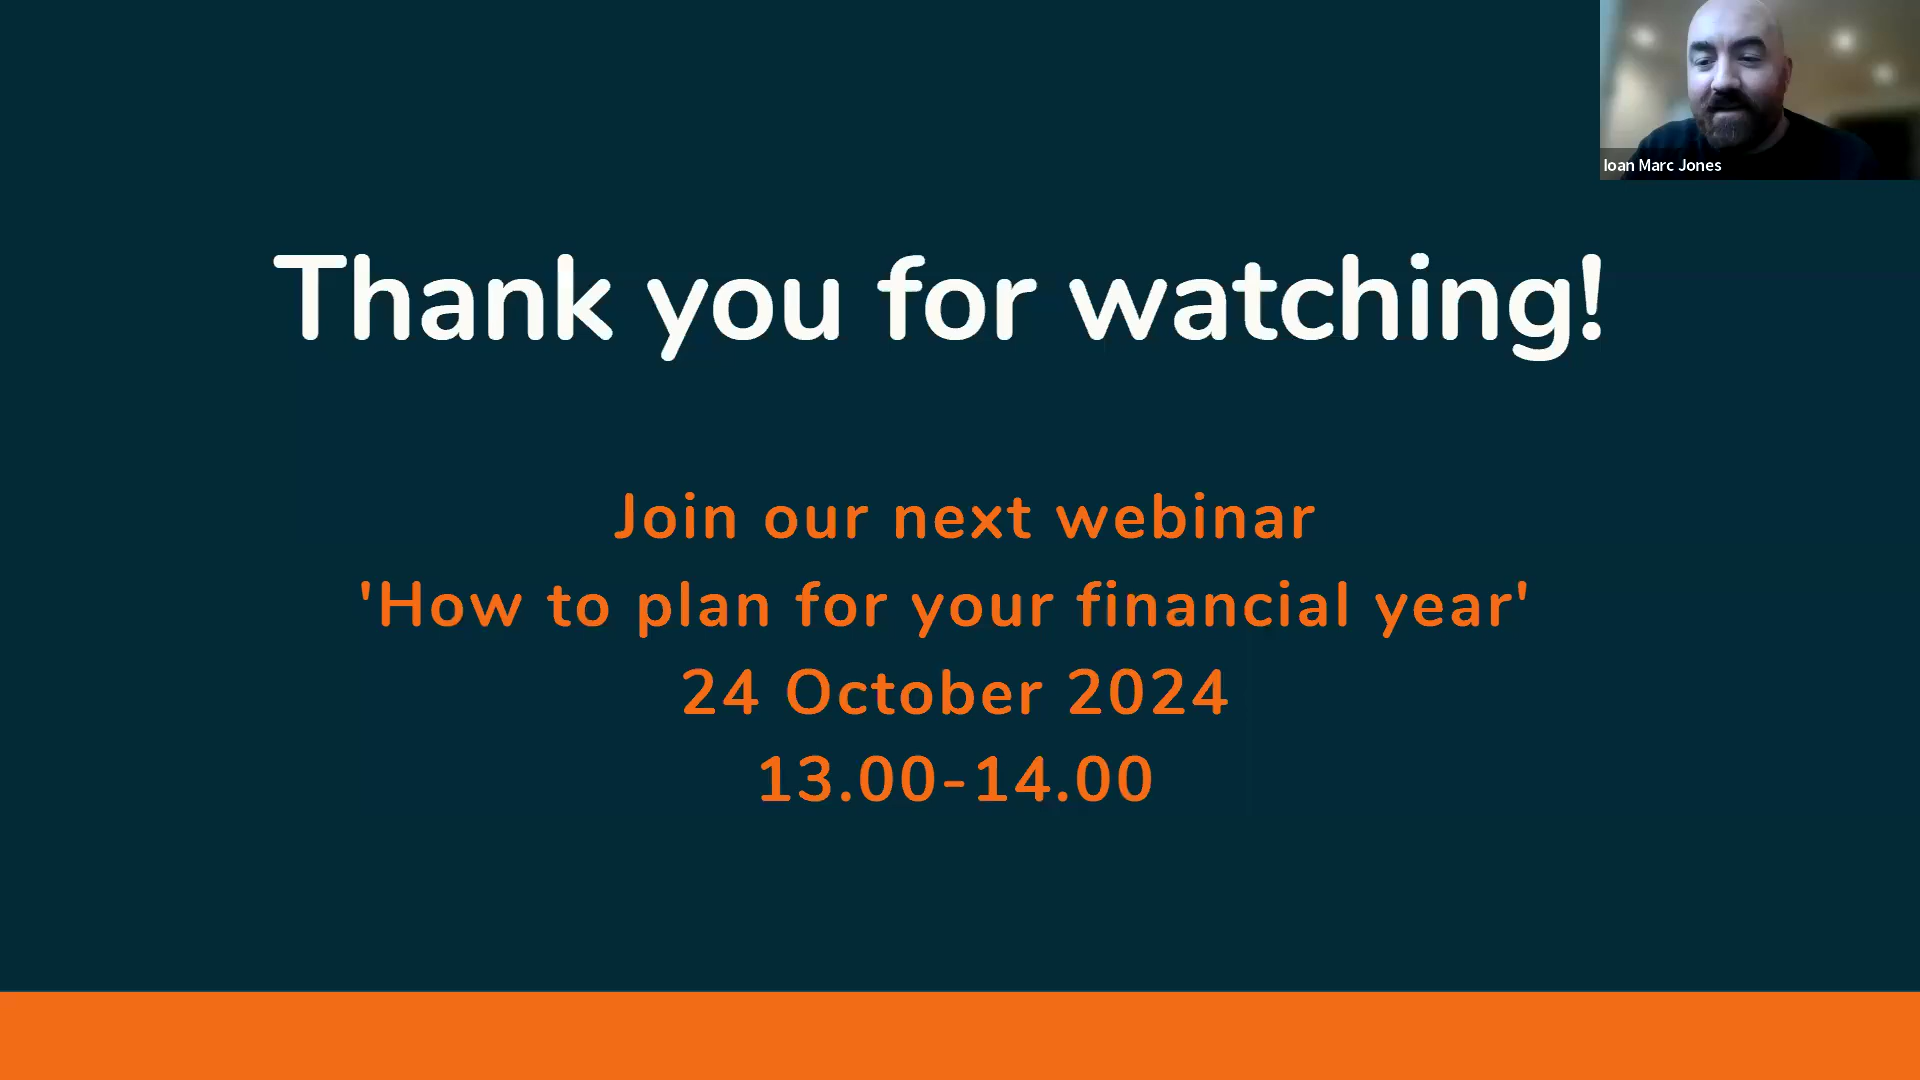 Ioan Marc Jones
Thank you for watching!
Join our next webinar
'How to plan for your financial year'
24 October 2024
13.00-14.00